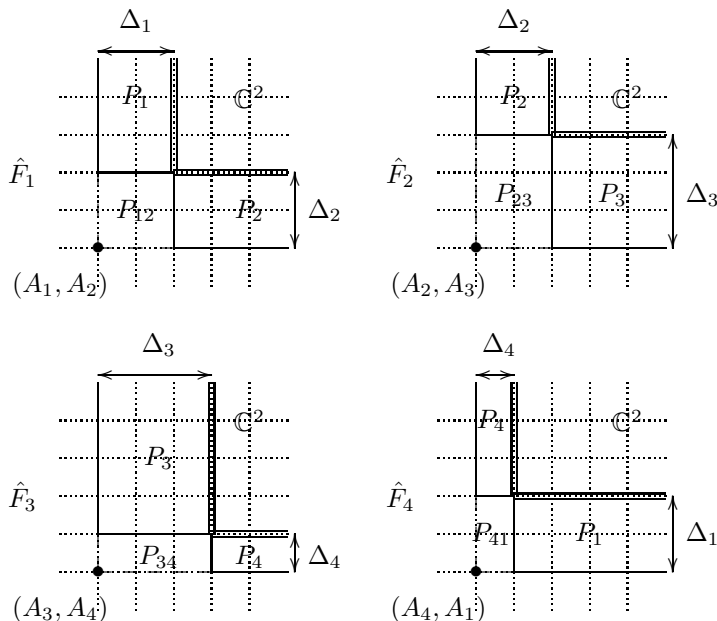 Δ₁ Δ₂
P₁ ℂ² P₂ ℂ²
F̂₁ F̂₂
P₁₂ P₂ Δ₂ P₂₃ P₃ Δ₃
(A₁, A₂) (A₂, A₃)
Δ₃ Δ₄
ℂ² P₄ ℂ²
P₃
F̂₃ F̂₄
P₃₄ P₄ Δ₄ P₄₁ P₁ Δ₁
(A₃, A₄) (A₄, A₁)